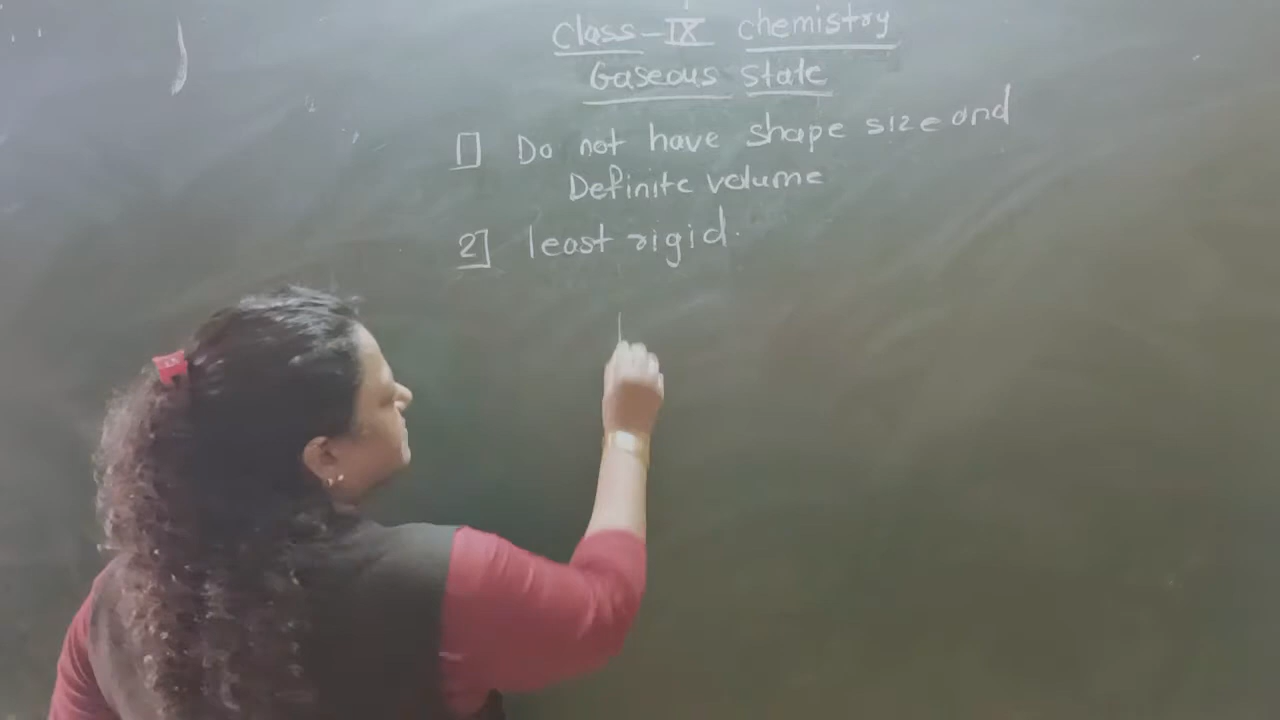 Class-IX chemistry
Gaseous state
1] Do not have shape size and
Definite volume
2] least rigid.